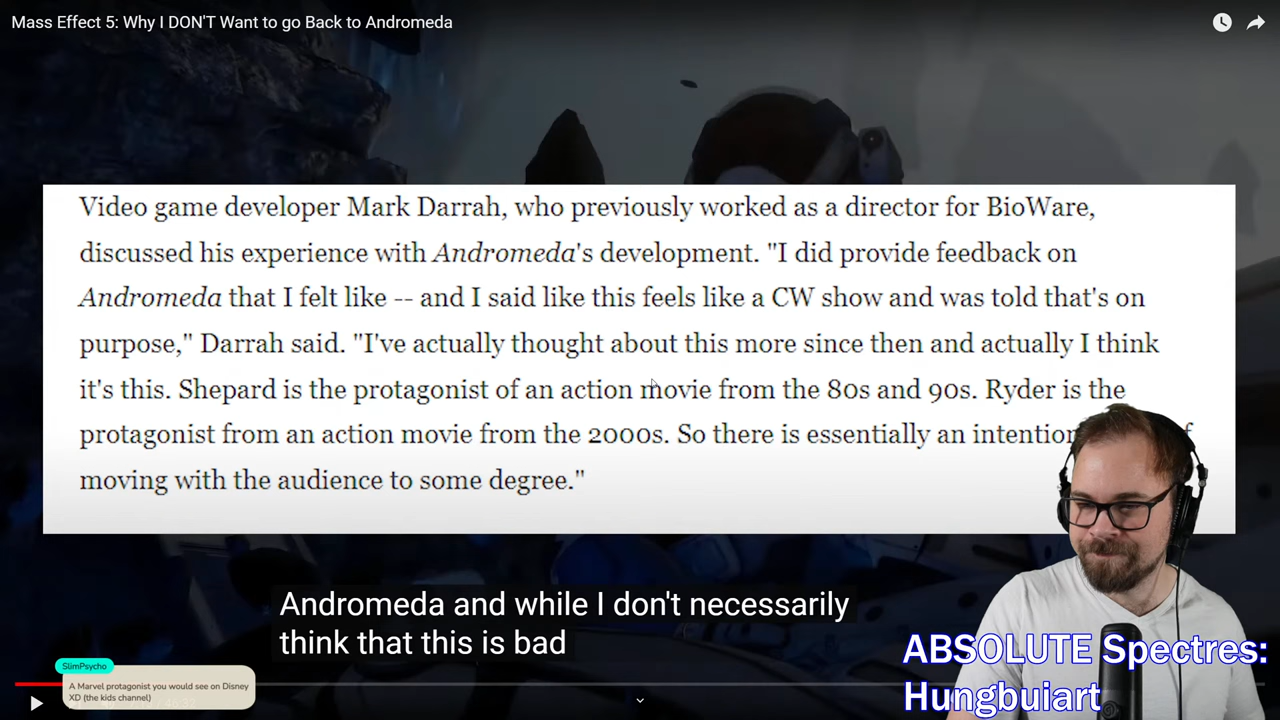 Mass Effect 5: Why I DON'T Want to go Back to Andromeda
Video game developer Mark Darrah, who previously worked as a director for BioWare,
discussed his experience with Andromeda's development. "I did provide feedback on
Andromeda that I felt like -- and I said like this feels like a CW show and was told that's on
purpose," Darrah said. "I've actually thought about this more since then and actually I think
it's this. Shepard is the protagonist of an action movie from the 80s and 90s. Ryder is the
protagonist from an action movie from the 2000s. So there is essentially an
moving with the audience to some degree."
Andromeda and while I don't necessarily
think that this is bad
ABSOLUTE Spectres:
Hungbuiart
SlimPsycho
A Marvel protagonist you would see on Disney
XD (the kids channel)